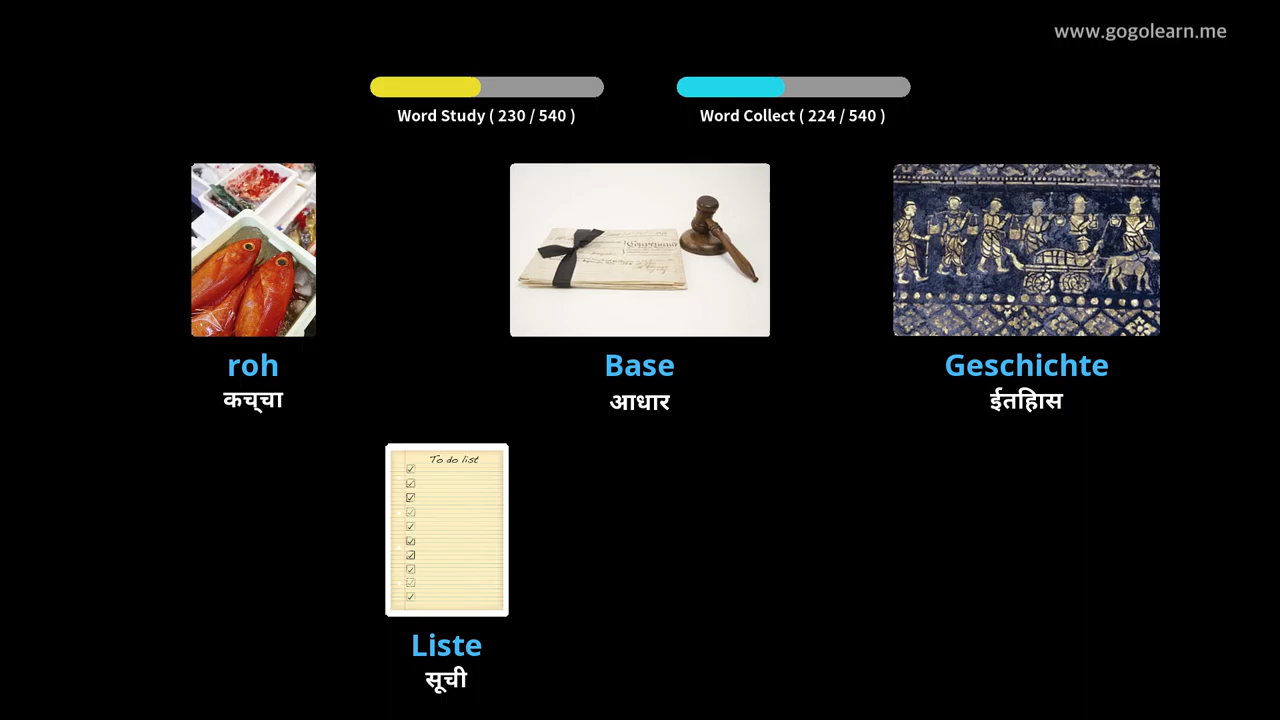 www.gogolearn.me
Word Study ( 230 / 540 )
Word Collect ( 224 / 540 )
roh
कच्चा
Base
आधार
Geschichte
ईतहिास
To do list
Liste
सूची